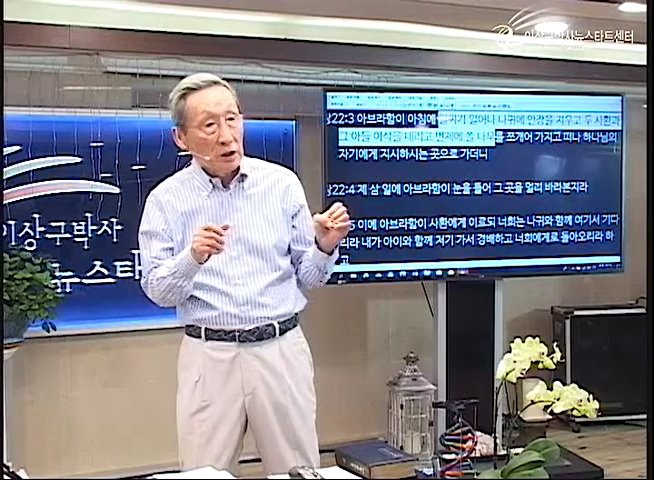 이상구박사뉴스타트센터
창22:3 아브라함이 아침에 일찍이 일어나 나귀에 안장을 지우고 두 사환과
그 아들 이삭을 데리고 번제에 쓸 나무를 쪼개어 가지고 떠나 하나님의
자기에게 지시하시는 곳으로 가더니
창22:4 제 삼 일에 아브라함이 눈을 들어 그 곳을 멀리 바라본지라
5 이에 아브라함이 사환에게 이르되 너희는 나귀와 함께 여기서 기다
리라 내가 아이와 함께 저기 가서 경배하고 너희에게로 돌아오리라 하
고
이상구박사
뉴스타